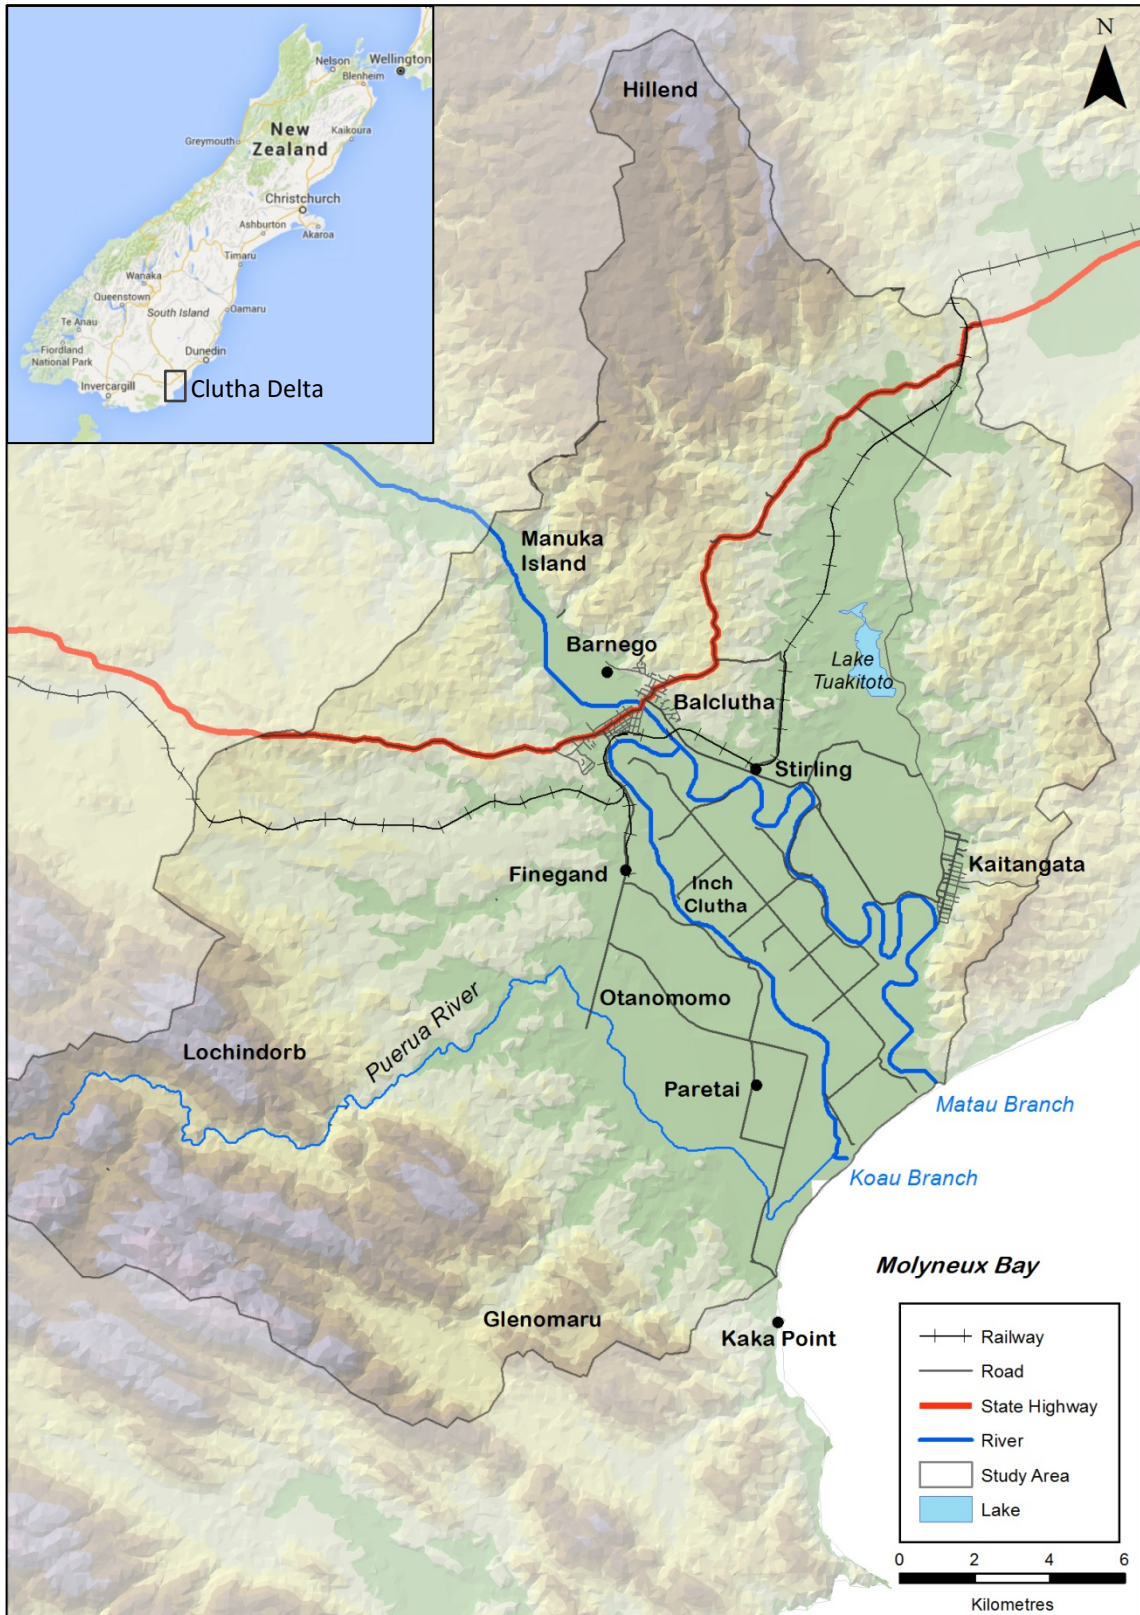 Nelson
Wellington
Blenheim
New
Zealand
Greymouth
Kaikoura
Christchurch
Ashburton
Akaroa
Timaru
Wanaka
Queenstown
South Island
Oamaru
Te Anau
Fiordland
National Park
Dunedin
Invercargill
Clutha Delta
N
Hillend
Manuka
Island
Barnego
Lake
Tuakitoto
Balclutha
Stirling
Kaitangata
Finegand
Inch
Clutha
Otanomomo
Puerua River
Lochindorb
Paretai
Matau Branch
Koau Branch
Molyneux Bay
Glenomaru
Kaka Point
Railway
Road
State Highway
River
Study Area
Lake
0 2 4 6
Kilometres